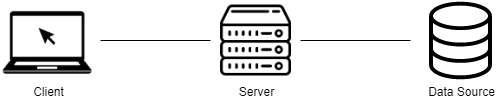 Client
Server
Data Source